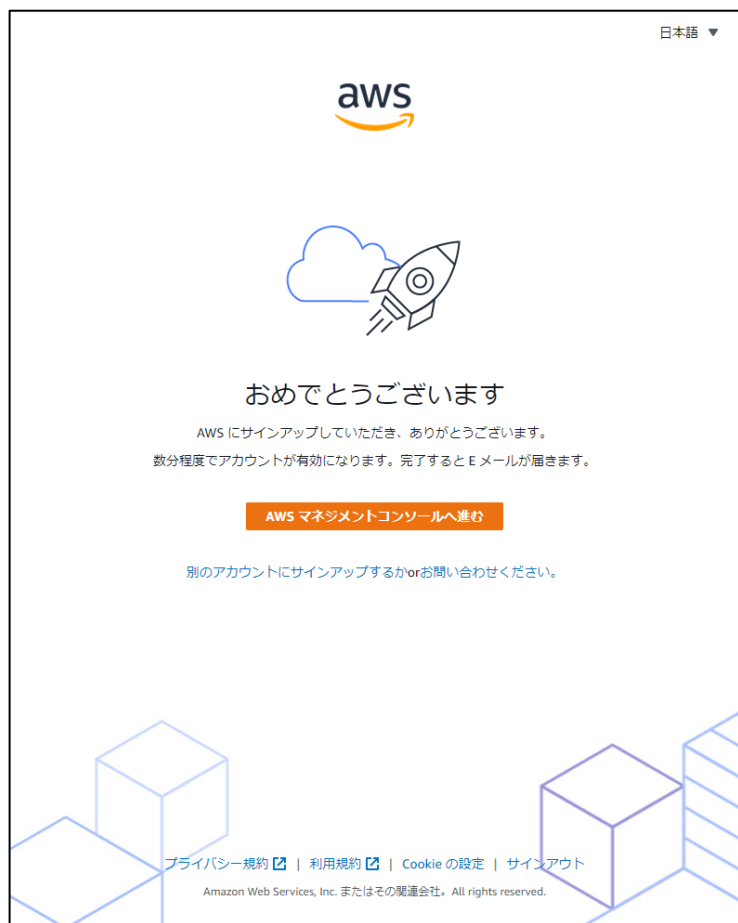 日本語
aws
おめでとうございます
AWS にサインアップしていただき、ありがとうございます。
数分程度でアカウントが有効になります。完了すると E メールが届きます。
AWS マネジメントコンソールへ進む
別のアカウントにサインアップするかorお問い合わせください。
プライバシー規約 | 利用規約 | Cookie の設定 | サインアウト
Amazon Web Services, Inc. またはその関連会社。All rights reserved.